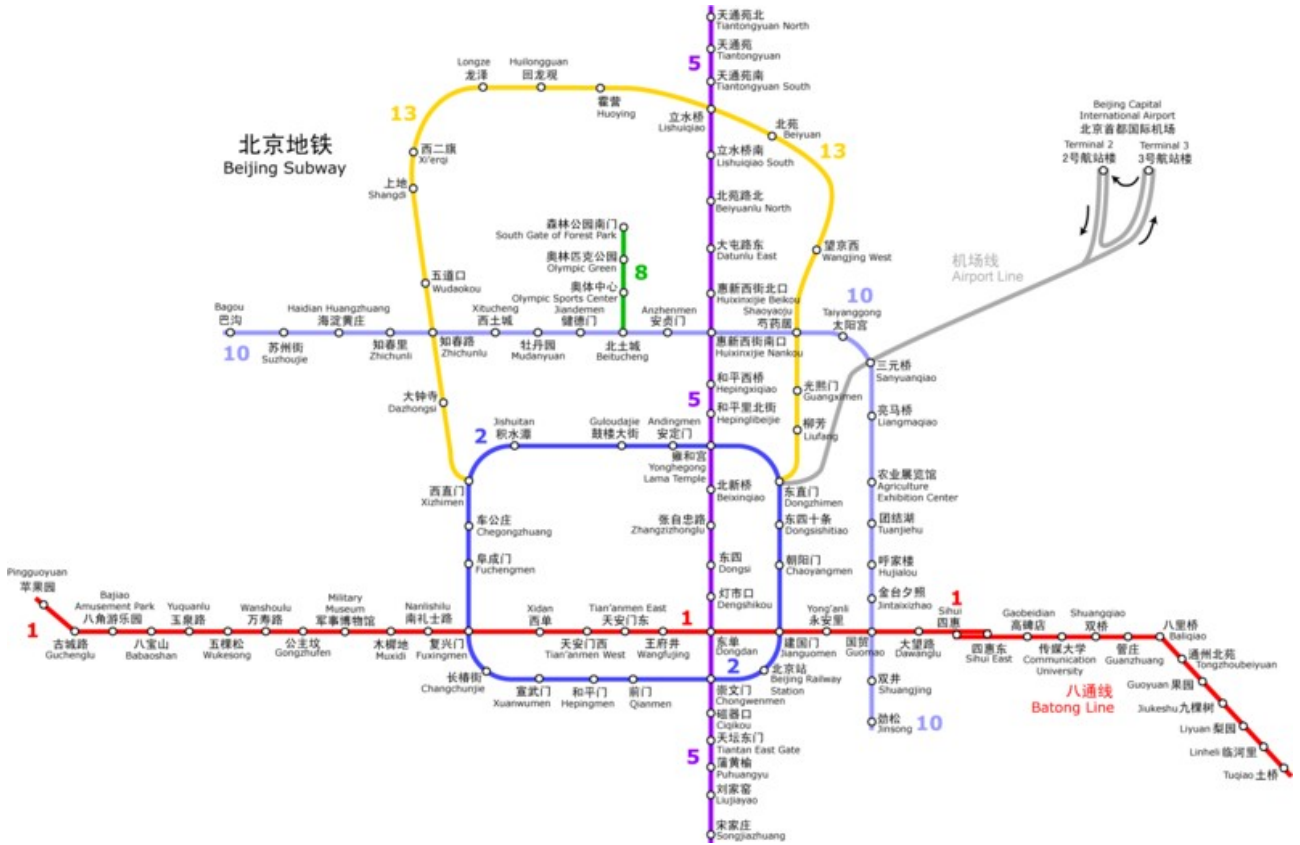 北京地铁
Beijing Subway
天通苑北
Tiantongyuan North
天通苑
Tiantongyuan
5
天通苑南
Tiantongyuan South
Longze
龙泽
Huilongguan
回龙观
霍营
Huoying
13
立水桥
Lishuiqiao
北苑
Beiyuan
13
西二旗
Xi'erqi
上地
Shangdi
立水桥南
Lishuiqiao South
北苑路北
Beiyuanlu North
大屯路东
Datunlu East
望京西
Wangjing West
Beijing Capital
International Airport
北京首都国际机场
Terminal 2
2号航站楼
Terminal 3
3号航站楼
机场线
Airport Line
森林公园南门
South Gate of Forest Park
奥林匹克公园
Olympic Green
8
奥体中心
Olympic Sports Center
五道口
Wudaokou
惠新西街北口
Huixinxijie Beikou
Shaoyaoju
芍药居
10
Taiyanggong
太阳宫
Bagou
巴沟
10
苏州街
Suzhoujie
Haidian Huangzhuang
海淀黄庄
知春里
Zhichunli
知春路
Zhichunlu
Xitucheng
西土城
牡丹园
Mudanyuan
Jiandemen
健德门
北土城
Beitucheng
Anzhenmen
安贞门
惠新西街南口
Huixinxijie Nankou
三元桥
Sanyuanqiao
大钟寺
Dazhongsi
和平西桥
Hepingxiqiao
5
和平里北街
Hepinglibeijie
光熙门
Guangximen
柳芳
Liufang
亮马桥
Liangmaqiao
2
Jishuitan
积水潭
Guloudajie
鼓楼大街
Andingmen
安定门
雍和宫
Yonghegong
Lama Temple
西直门
Xizhimen
北新桥
Beixinqiao
东直门
Dongzhimen
农业展览馆
Agriculture
Exhibition Center
车公庄
Chegongzhuang
张自忠路
Zhangzizhonglu
东四十条
Dongsishitiao
团结湖
Tuanjiehu
阜成门
Fuchengmen
东四
Dongsi
朝阳门
Chaoyangmen
呼家楼
Hujialou
灯市口
Dengshikou
金台夕照
Jintaixizhao
Pingguoyuan
苹果园
1
古城路
Guchenglu
Bajiao
Amusement Park
八角游乐园
八宝山
Babaoshan
Yuquanlu
玉泉路
五棵松
Wukesong
Wanshoulu
万寿路
公主坟
Gongzhufen
Military
Museum
军事博物馆
木樨地
Muxidi
Nanlishilu
南礼士路
复兴门
Fuxingmen
Xidan
西单
天安门西
Tian'anmen West
Tian'anmen East
天安门东
王府井
Wangfujing
1
东单
Dongdan
建国门
Jianguomen
Yong'anli
永安里
国贸
Guomao
大望路
Dawanglu
1
Sihui
四惠
四惠东
Sihui East
Gaobeidian
高碑店
传媒大学
Communication
University
Shuangqiao
双桥
管庄
Guanzhuang
八里桥
Baliqiao
通州北苑
Tongzhoubeiyuan
Guoyuan 果园
Jiukeshu 九棵树
Liyuan 梨园
Linheli 临河里
Tuqiao 土桥
八通线
Batong Line
长椿街
Changchunjie
宣武门
Xuanwumen
和平门
Hepingmen
前门
Qianmen
2
崇文门
Chongwenmen
北京站
Beijing Railway
Station
双井
Shuangjing
劲松
Jinsong
10
磁器口
Ciqikou
天坛东门
Tiantan East Gate
5
蒲黄榆
Puhuangyu
刘家窑
Liujiayao
宋家庄
Songjiazhuang